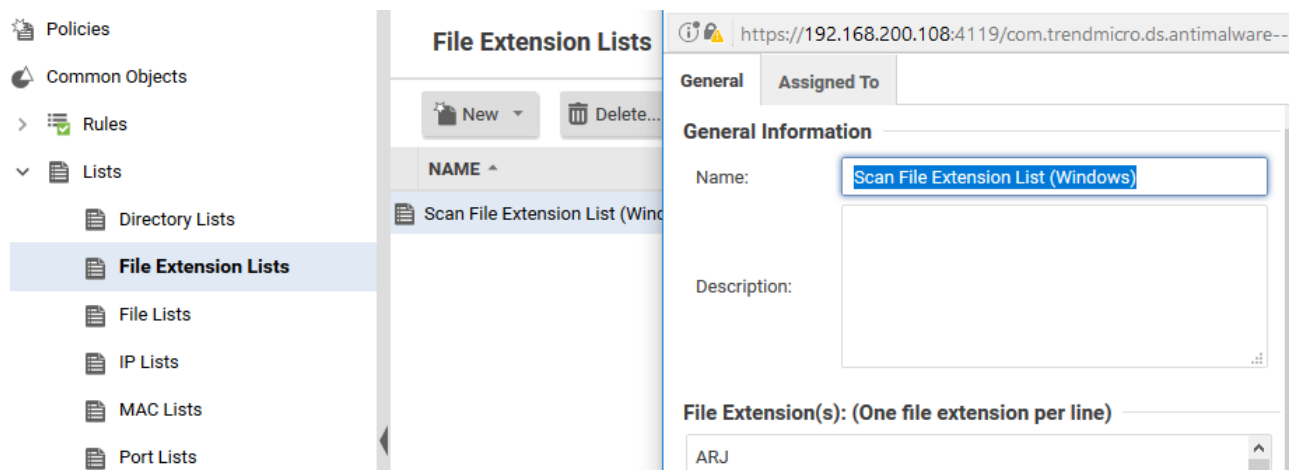 Policies
Common Objects
Rules
Lists
Directory Lists
File Extension Lists
File Lists
IP Lists
MAC Lists
Port Lists
File Extension Lists
New
Delete...
NAME
Scan File Extension List (Wind
https://192.168.200.108:4119/com.trendmicro.ds.antimalware--
General
Assigned To
General Information
Name:
Scan File Extension List (Windows)
Description:
File Extension(s): (One file extension per line)
ARJ